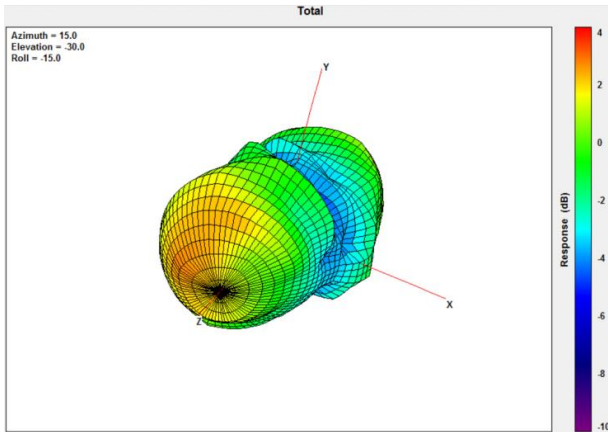 Total
Azimuth = 15.0
Elevation = -30.0
Roll = -15.0
Y
X
Z
4
2
0
-2
-4
-6
-8
-10
Response (dB)